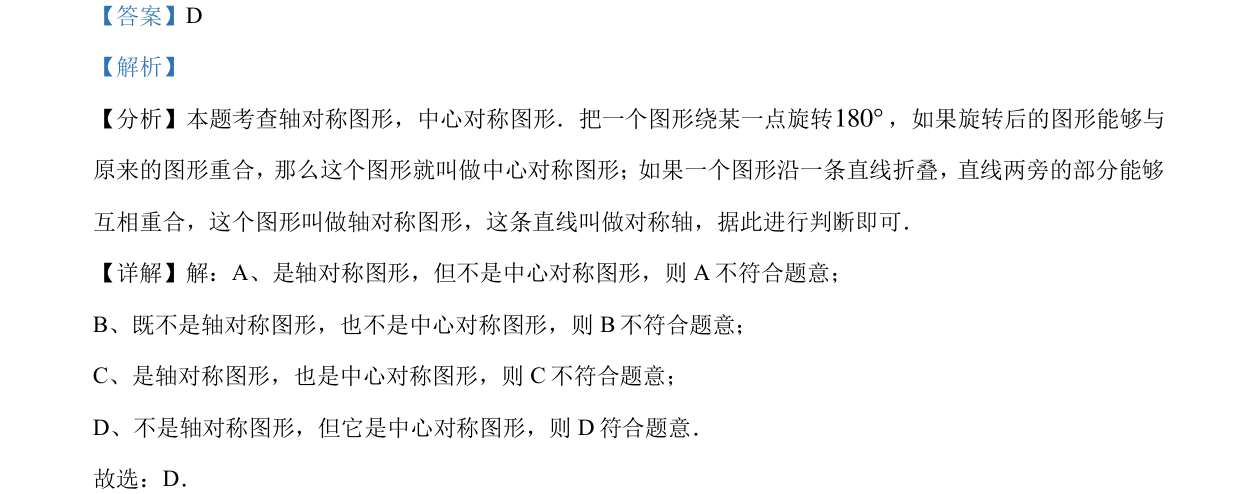 【答案】D
【解析】
【分析】本题考查轴对称图形，中心对称图形．把一个图形绕某一点旋转180°，如果旋转后的图形能够与
原来的图形重合，那么这个图形就叫做中心对称图形；如果一个图形沿一条直线折叠，直线两旁的部分能够
互相重合，这个图形叫做轴对称图形，这条直线叫做对称轴，据此进行判断即可．
【详解】解：A、是轴对称图形，但不是中心对称图形，则 A 不符合题意；
B、既不是轴对称图形，也不是中心对称图形，则 B 不符合题意；
C、是轴对称图形，也是中心对称图形，则 C 不符合题意；
D、不是轴对称图形，但它是中心对称图形，则 D 符合题意．
故选：D．